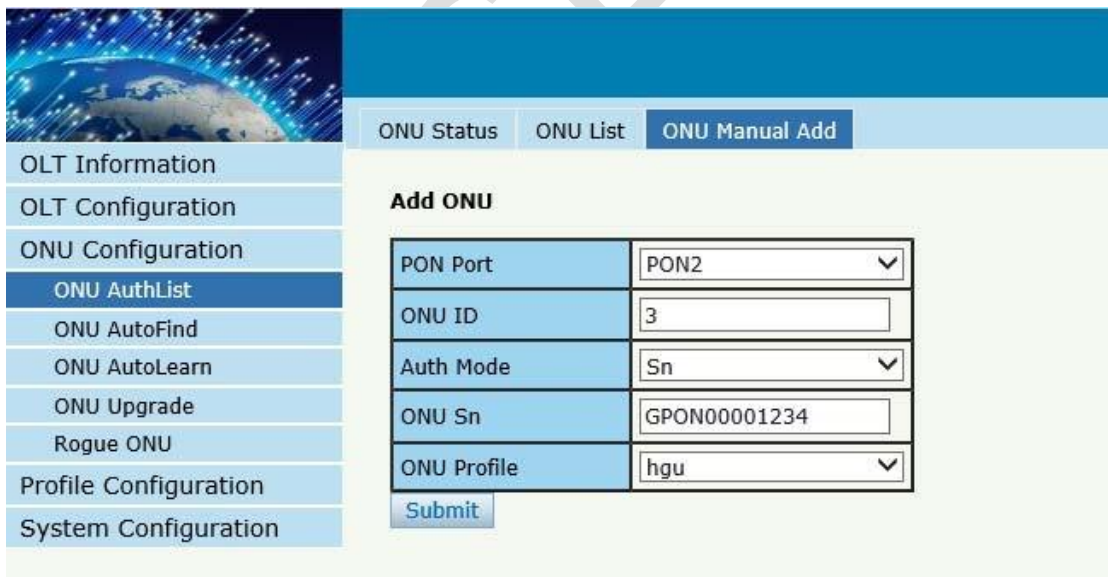 ONU Status ONU List ONU Manual Add
OLT Information
OLT Configuration
ONU Configuration
ONU AuthList
ONU AutoFind
ONU AutoLearn
ONU Upgrade
Rogue ONU
Profile Configuration
System Configuration
Add ONU
PON Port PON2
ONU ID 3
Auth Mode Sn
ONU Sn GPON00001234
ONU Profile hgu
Submit